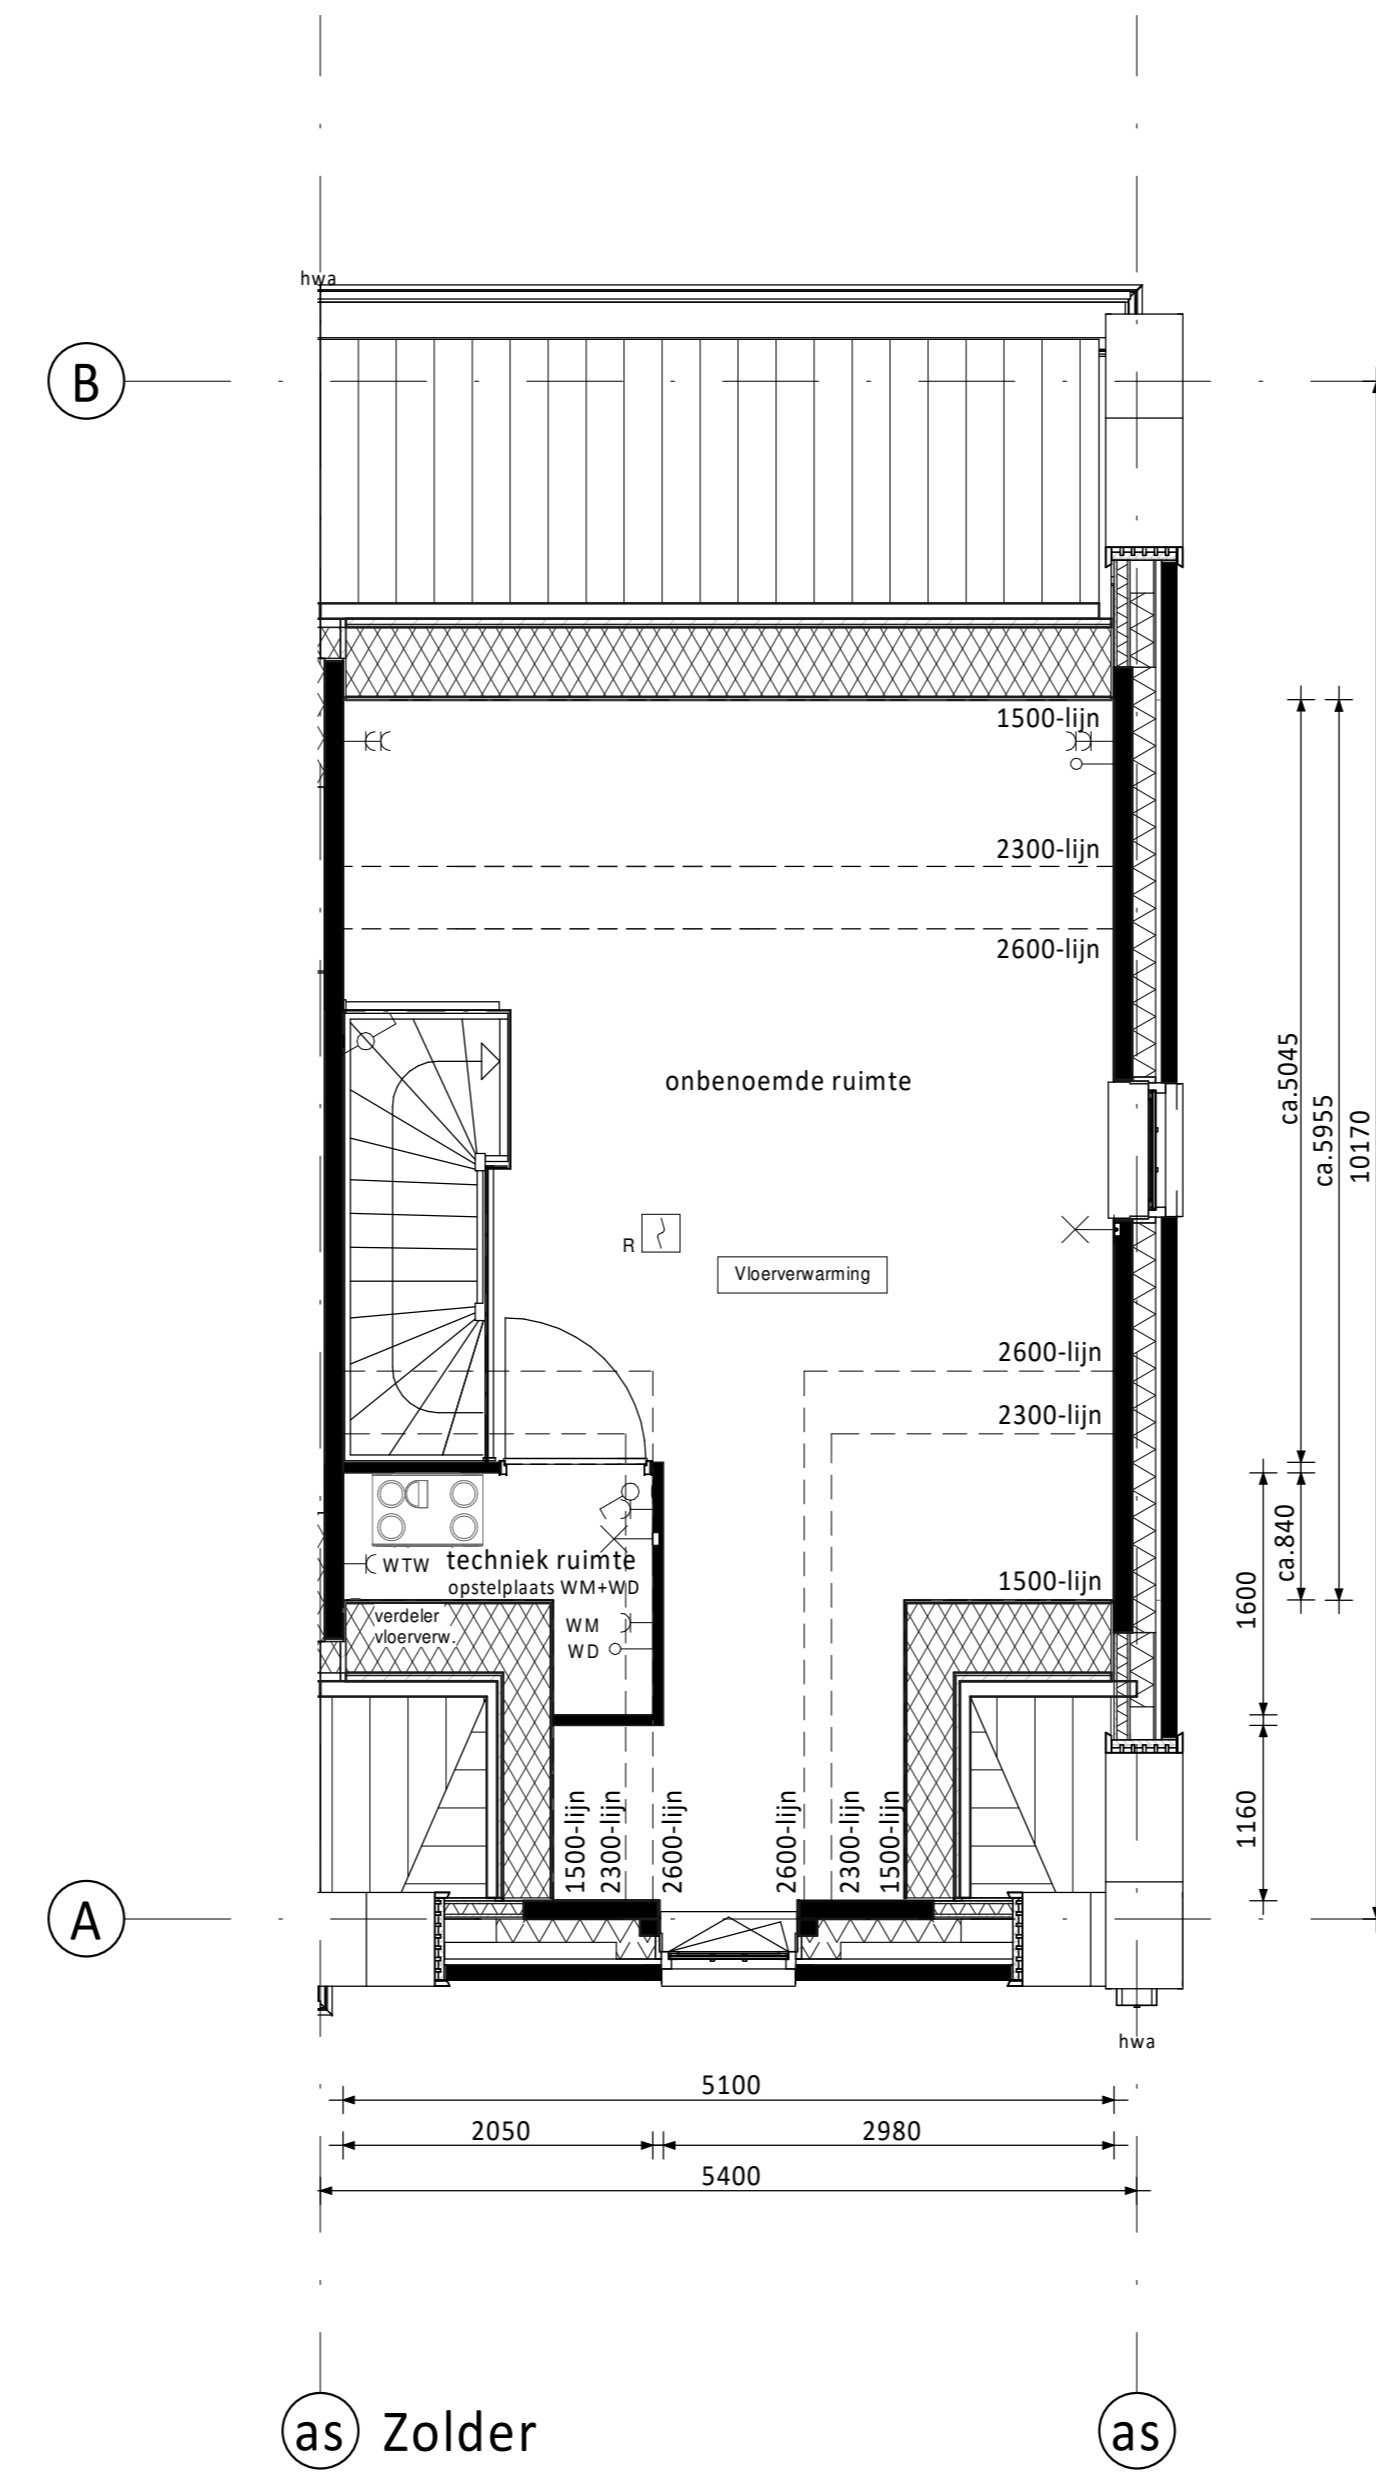 hwa
B
1500-lijn
2300-lijn
2600-lijn
onbenoemde ruimte
ca.5045
ca.5955
10170
R
Vloerverwarming
2600-lijn
2300-lijn
WTW
techniek ruimte
opstelplaats WM+WD
1500-lijn
ca.840
1600
verdeler
vloerverw.
WM
WD
1500-lijn
2300-lijn
2600-lijn
2600-lijn
2300-lijn
1500-lijn
1160
A
hwa
5100
2050
2980
5400
as
Zolder
as